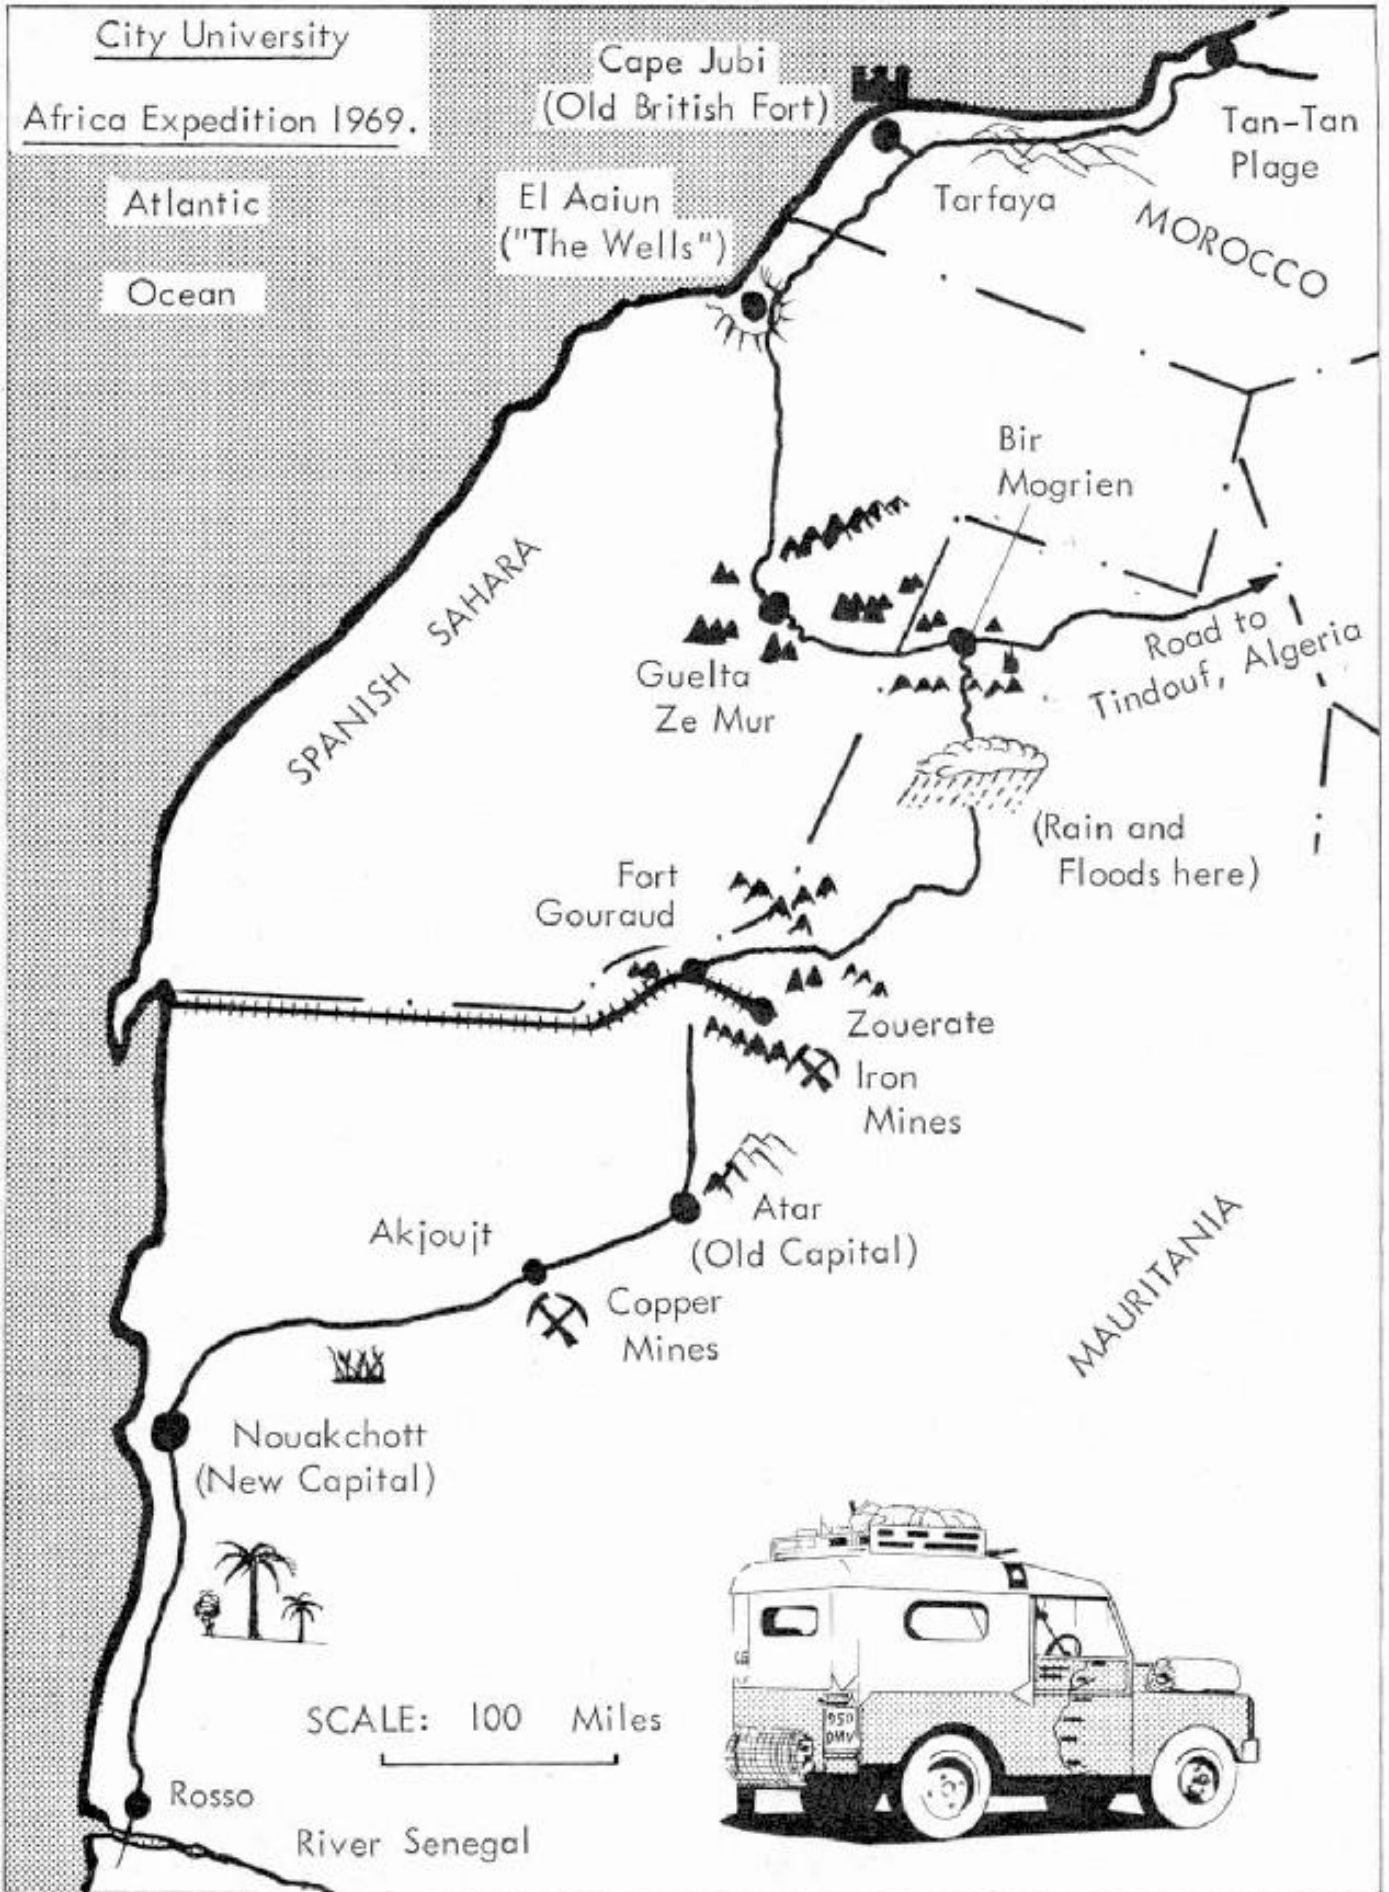 City University
Africa Expedition 1969.
Atlantic
Ocean
Cape Jubi
(Old British Fort)
El Aaiun
("The Wells")
Tan-Tan
Plage
Tarfaya
MOROCCO
Bir
Mogrien
SPANISH SAHARA
Guelta
Ze Mur
Road to
Tindouf, Algeria
(Rain and
Floods here)
Fort
Gouraud
Zouerate
Iron
Mines
Atar
(Old Capital)
Akjoujt
Copper
Mines
MAURITANIA
Nouakchott
(New Capital)
SCALE: 100 Miles
950
DMV
Rosso
River Senegal